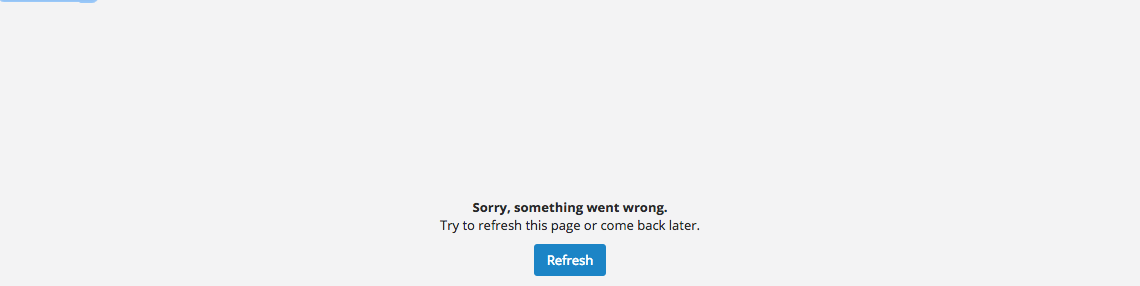 Sorry, something went wrong.
Try to refresh this page or come back later.
Refresh